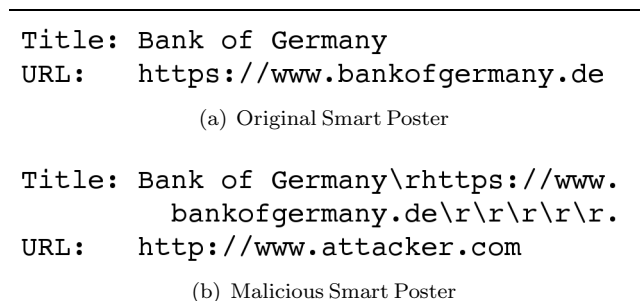 Title: Bank of Germany
URL: https://www.bankofgermany.de
(a) Original Smart Poster
Title: Bank of Germany\rhttps://www.
bankofgermany.de\r\r\r\r\r.
URL: http://www.attacker.com
(b) Malicious Smart Poster